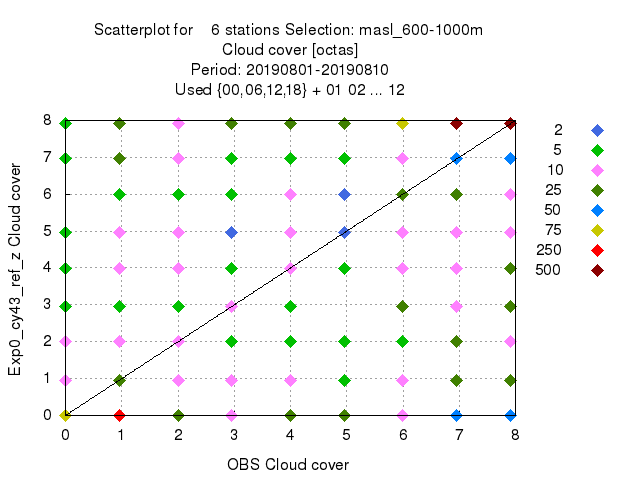 Scatterplot for 6 stations Selection: masl_600-1000m
Cloud cover [octas]
Period: 20190801-20190810
Used {00,06,12,18} + 01 02 ... 12
8
7
6
5
4
3
2
1
0
Exp0_cy43_ref_z Cloud cover
0 1 2 3 4 5 6 7 8
OBS Cloud cover
2
5
10
25
50
75
250
500